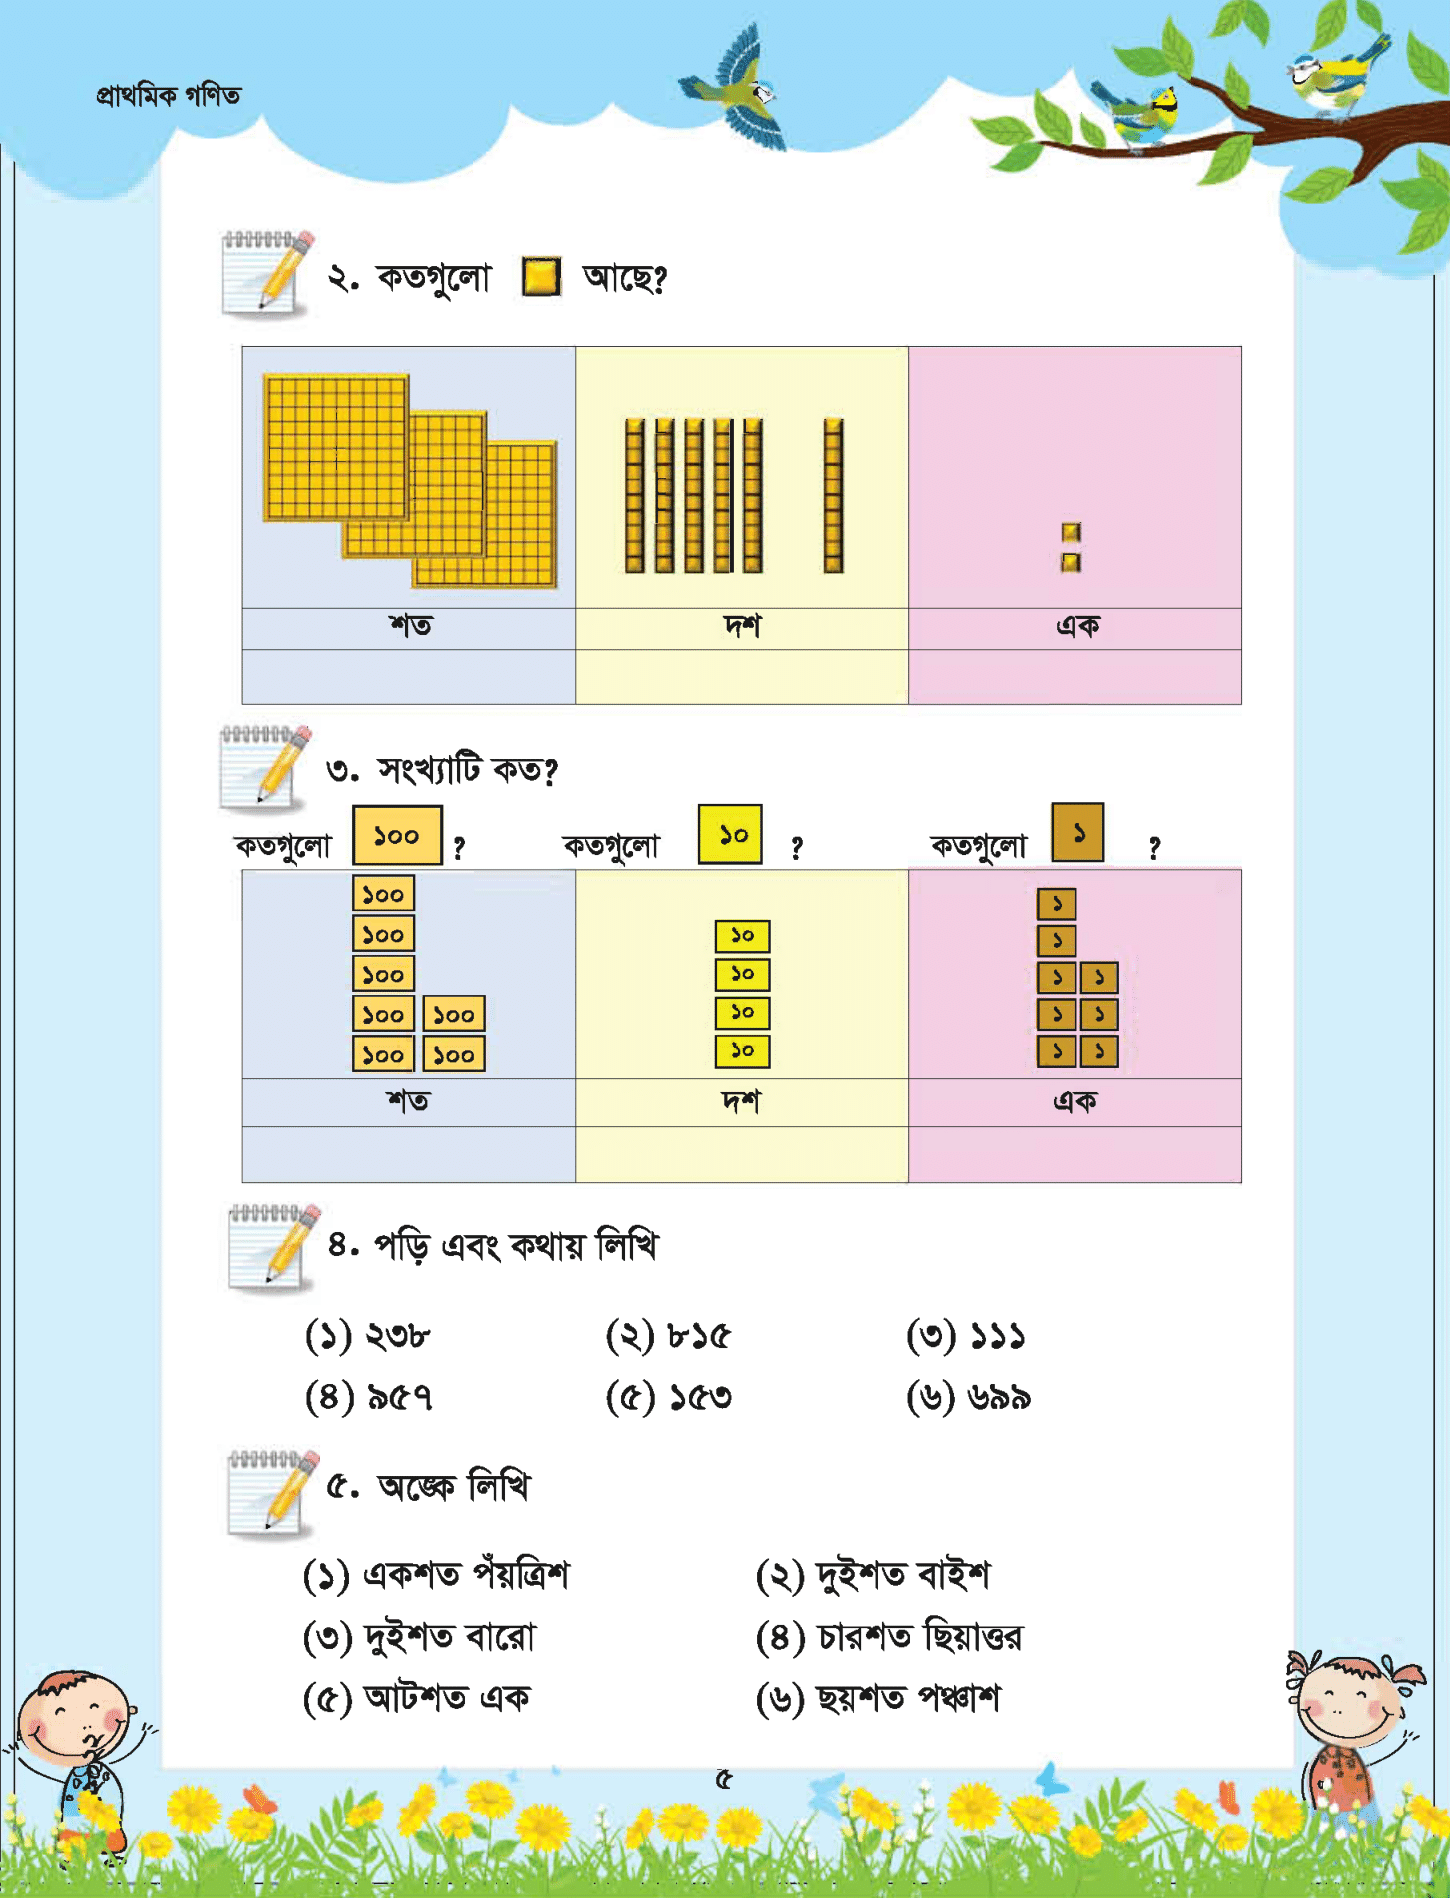 প্রাথমিক গণিত
২. কতগুলো আছে?
শত দশ এক
৩. সংখ্যাটি কত?
কতগুলো ১০০ ? কতগুলো ১০ ? কতগুলো ১ ?
১০০ ১
১০০ ১০ ১
১০০ ১০ ১ ১
১০০ ১০০ ১০ ১ ১
১০০ ১০০ ১০ ১ ১
শত দশ এক
৪. পড়ি এবং কথায় লিখি
(১) ২৩৮ (২) ৮১৫ (৩) ১১১
(৪) ৯৫৭ (৫) ১৫৩ (৬) ৬৯৯
৫. অঙ্কে লিখি
(১) একশত পঁয়ত্রিশ (২) দুইশত বাইশ
(৩) দুইশত বারো (৪) চারশত ছিয়াত্তর
(৫) আটশত এক (৬) ছয়শত পঞ্চাশ
৫